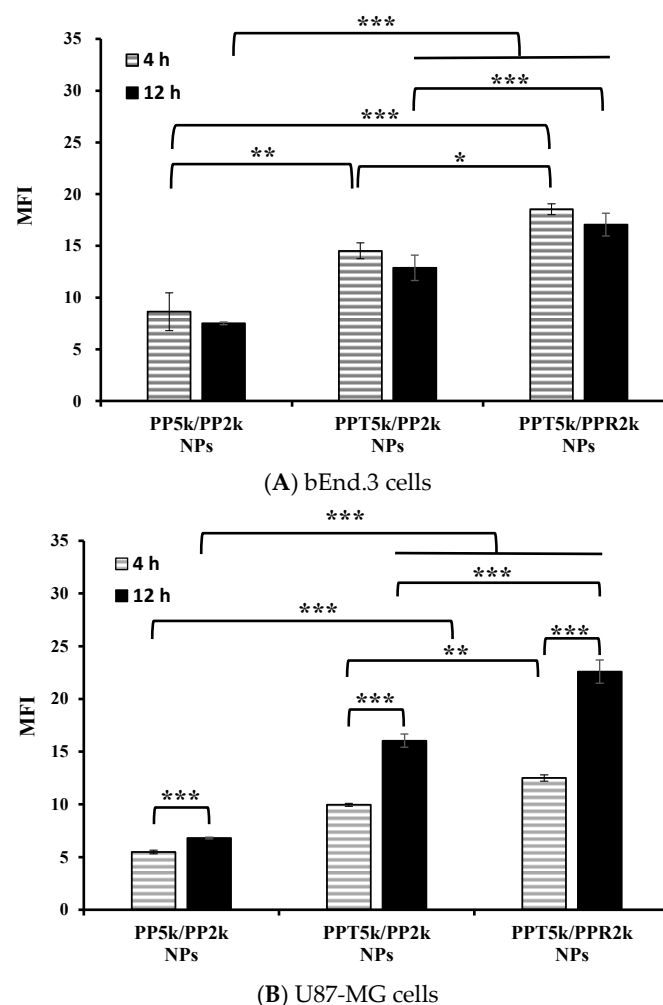 ***
35
4 h
30
12 h
***
25
***
**
*
20
MFI
15
10
5
0
PP5k/PP2k
NPs
PPT5k/PP2k
NPs
PPT5k/PPR2k
NPs
(A) bEnd.3 cells
***
35
4 h
30
12 h
***
***
25
***
**
20
***
MFI
15
***
10
5
0
PP5k/PP2k
NPs
PPT5k/PP2k
NPs
PPT5k/PPR2k
NPs
(B) U87-MG cells